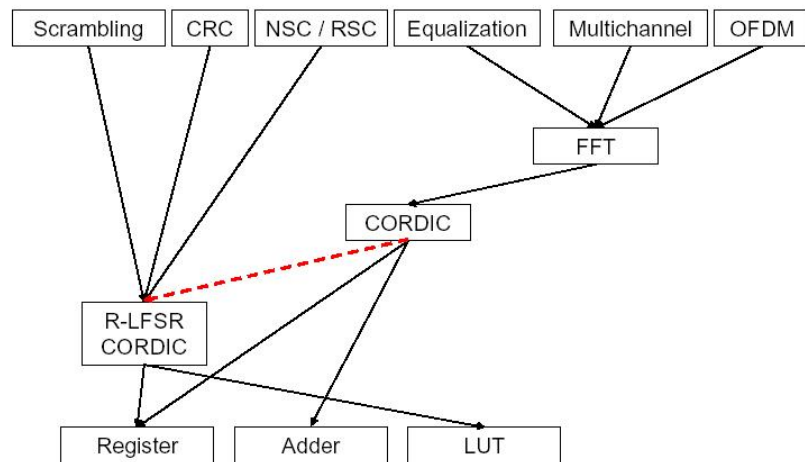 Scrambling
CRC
NSC / RSC
Equalization
Multichannel
OFDM
FFT
CORDIC
R-LFSR
CORDIC
Register
Adder
LUT